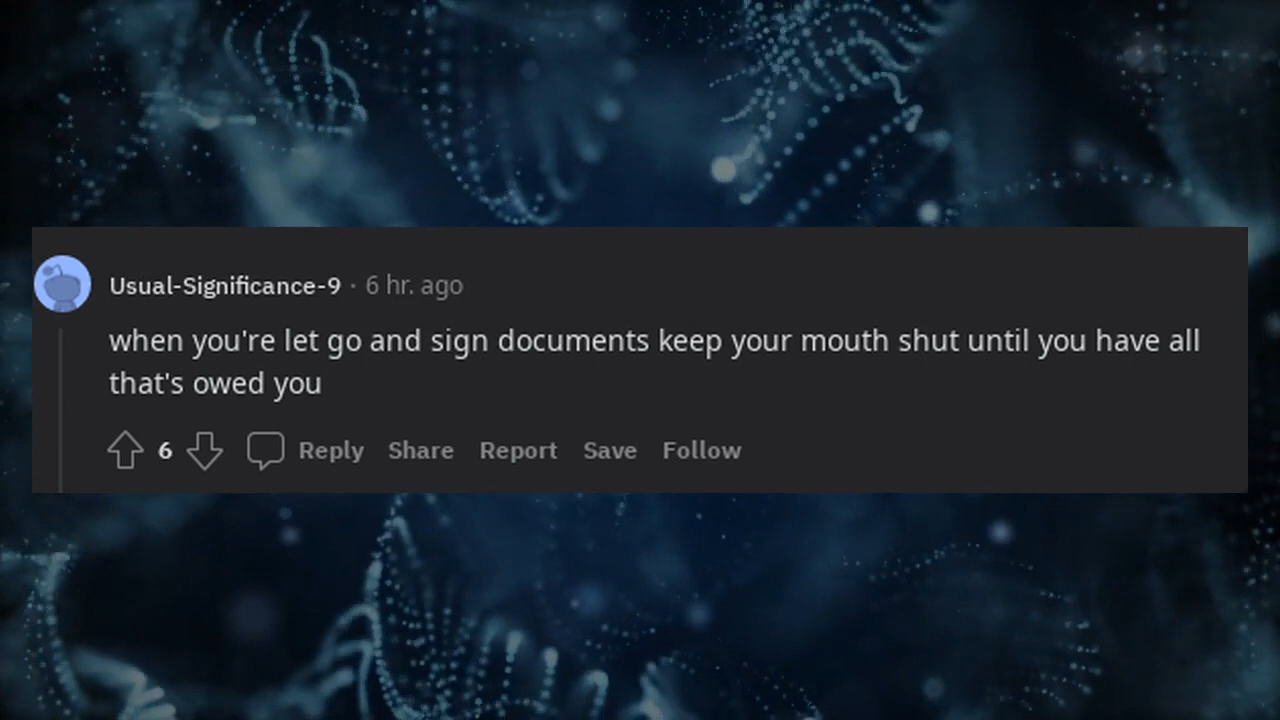 Usual-Significance-9 · 6 hr. ago
when you're let go and sign documents keep your mouth shut until you have all
that's owed you
6 Reply Share Report Save Follow